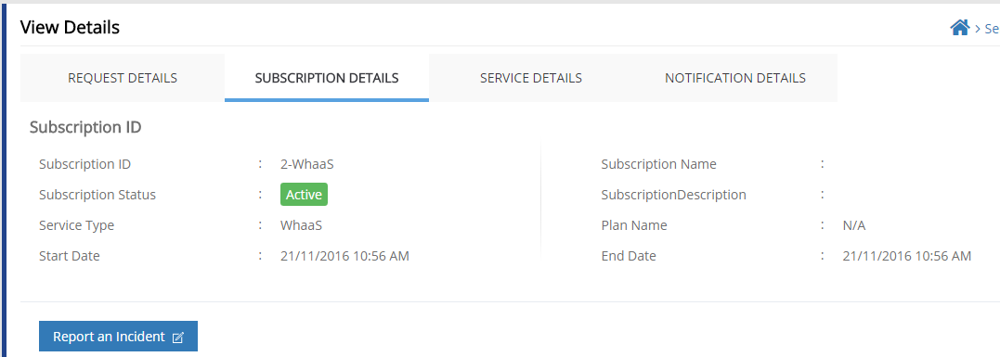 View Details
> Se
REQUEST DETAILS SUBSCRIPTION DETAILS SERVICE DETAILS NOTIFICATION DETAILS
Subscription ID
Subscription ID : 2-WhaaS Subscription Name :
Subscription Status : Active SubscriptionDescription :
Service Type : WhaaS Plan Name : N/A
Start Date : 21/11/2016 10:56 AM End Date : 21/11/2016 10:56 AM
Report an Incident